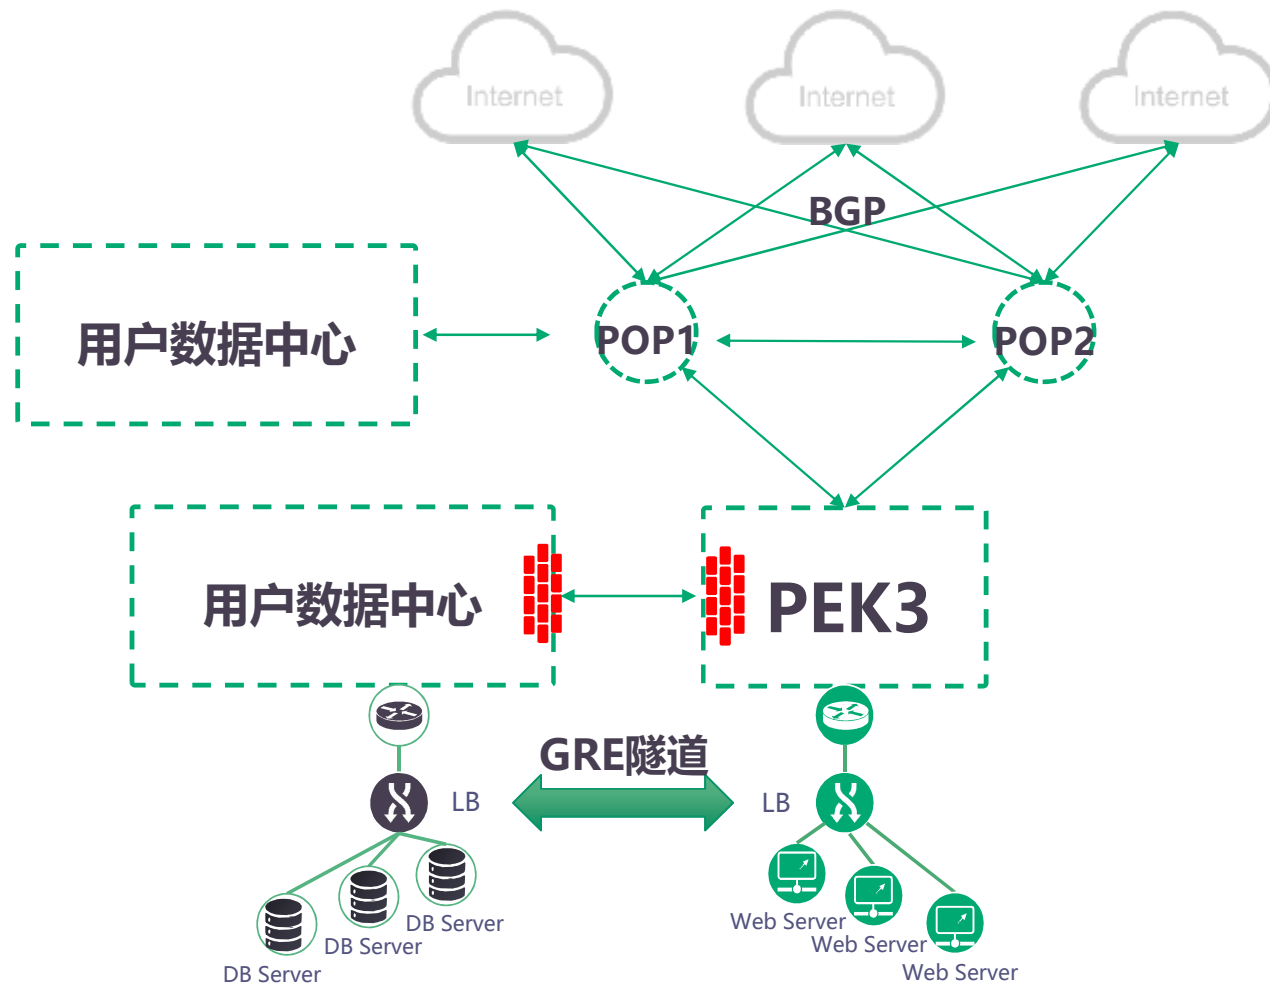 Internet
Internet
Internet
BGP
用户数据中心
POP1
POP2
用户数据中心
PEK3
GRE隧道
LB
LB
DB Server
DB Server
DB Server
Web Server
Web Server
Web Server